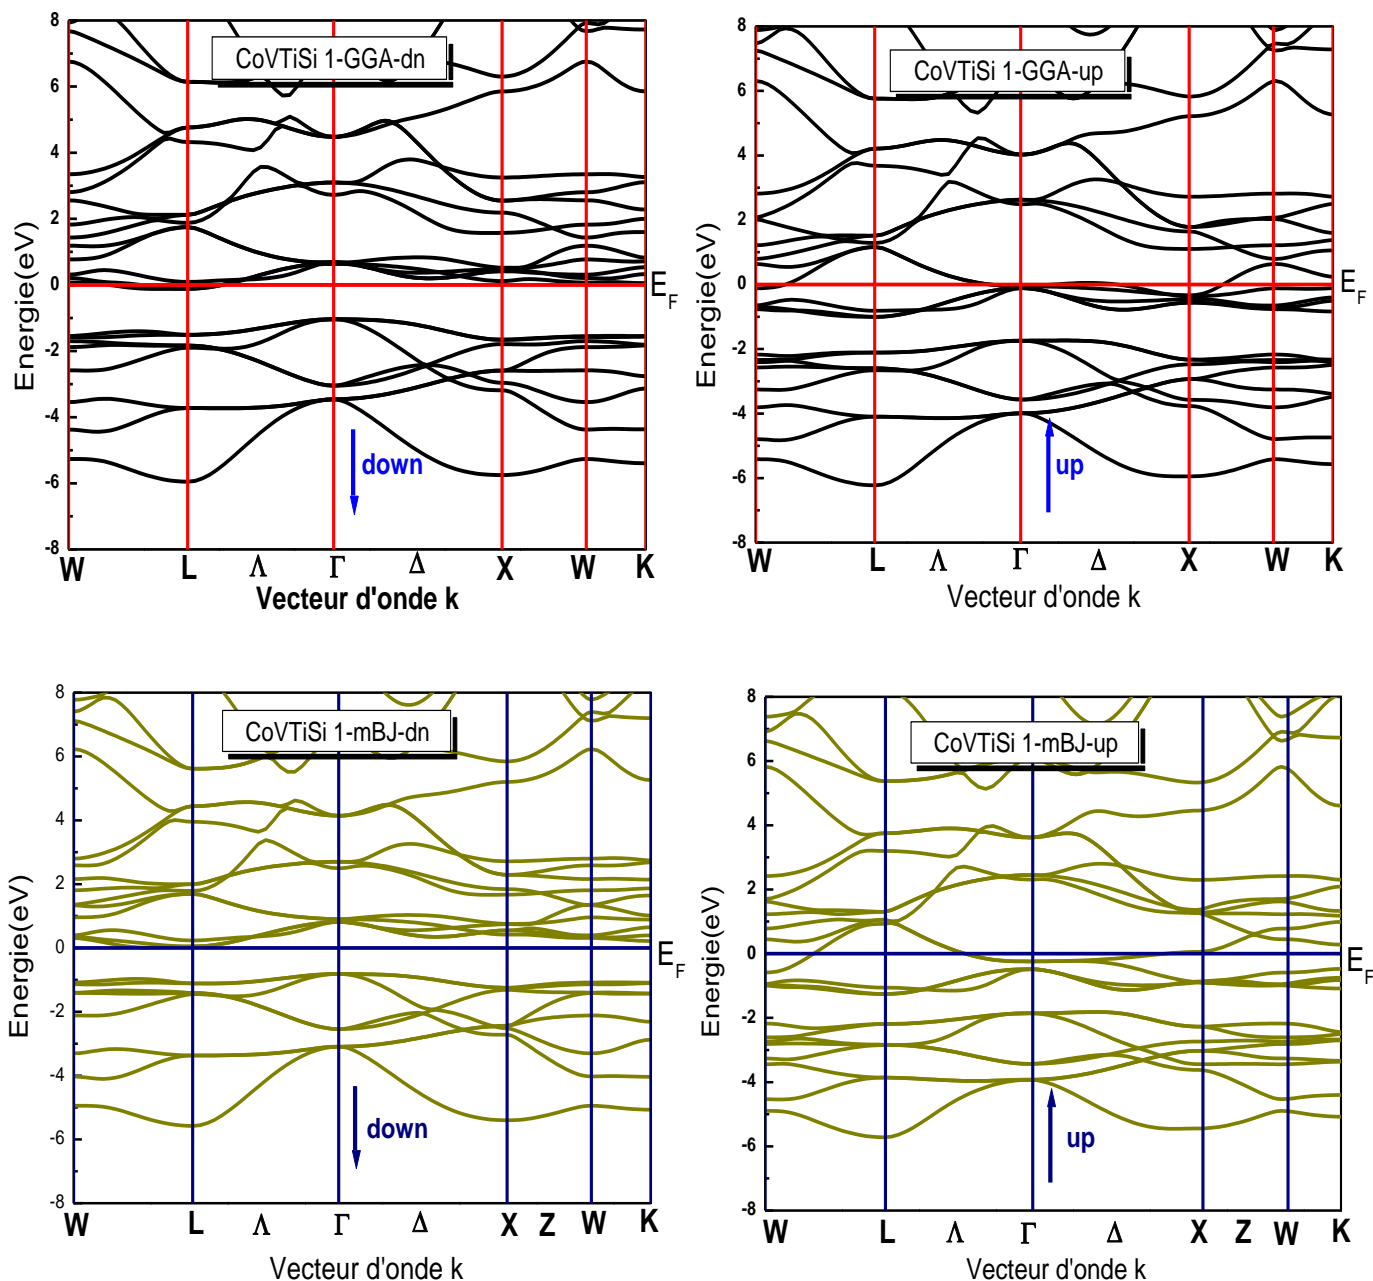 CoVTiSi 1-GGA-dn
8
6
4
2
0
-2
-4
-6
-8
Energie(eV)
E_F
down
W L Λ Γ Δ X W K
Vecteur d'onde k
CoVTiSi 1-GGA-up
8
6
4
2
0
-2
-4
-6
-8
Energie(eV)
E_F
up
W L Λ Γ Δ X W K
Vecteur d'onde k
CoVTiSi 1-mBJ-dn
8
6
4
2
0
-2
-4
-6
-8
Energie(eV)
E_F
down
W L Λ Γ Δ X Z W K
Vecteur d'onde k
CoVTiSi 1-mBJ-up
8
6
4
2
0
-2
-4
-6
-8
Energie(eV)
E_F
up
W L Λ Γ Δ X Z W K
Vecteur d'onde k